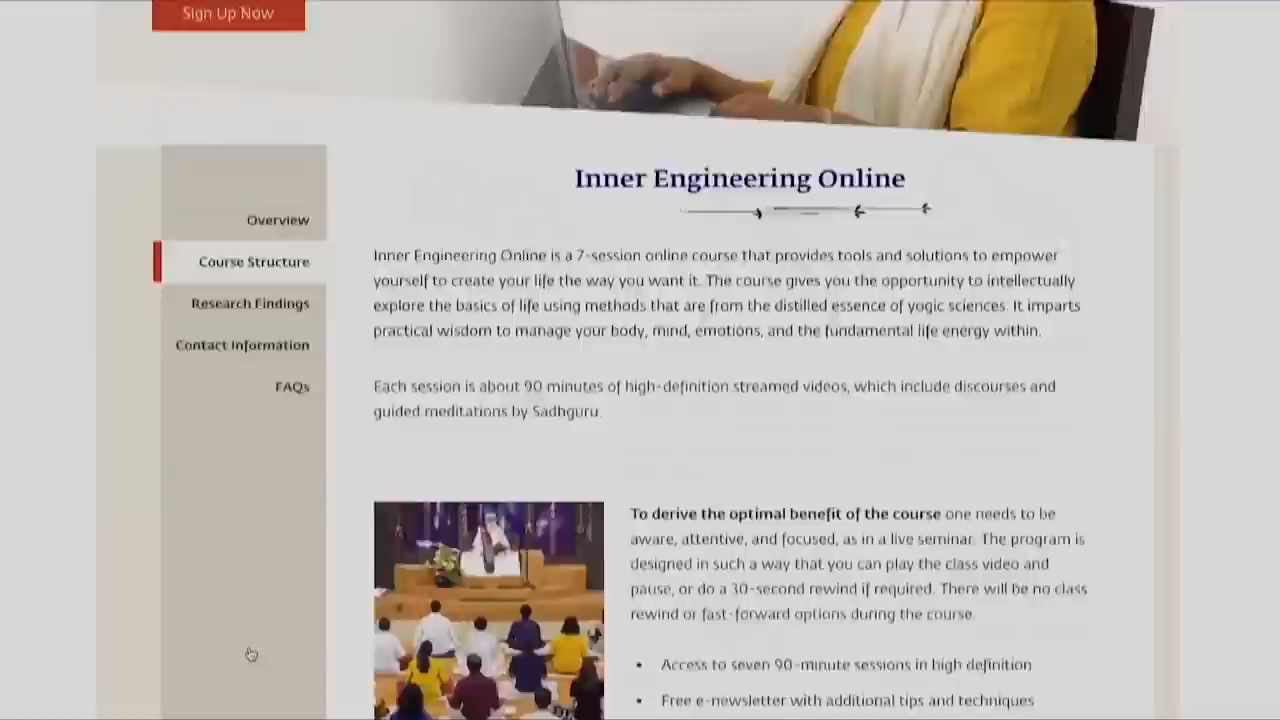 Sign Up Now
Overview
Course Structure
Research Findings
Contact Information
FAQs
Inner Engineering Online
Inner Engineering Online is a 7-session online course that provides tools and solutions to empower
yourself to create your life the way you want it. The course gives you the opportunity to intellectually
explore the basics of life using methods that are from the distilled essence of yogic sciences. It imparts
practical wisdom to manage your body, mind, emotions, and the fundamental life energy within.
Each session is about 90 minutes of high-definition streamed videos, which include discourses and
guided meditations by Sadhguru.
To derive the optimal benefit of the course one needs to be
aware, attentive, and focused, as in a live seminar. The program is
designed in such a way that you can play the class video and
pause, or do a 30-second rewind if required. There will be no class
rewind or fast-forward options during the course.
• Access to seven 90-minute sessions in high definition
• Free e-newsletter with additional tips and techniques